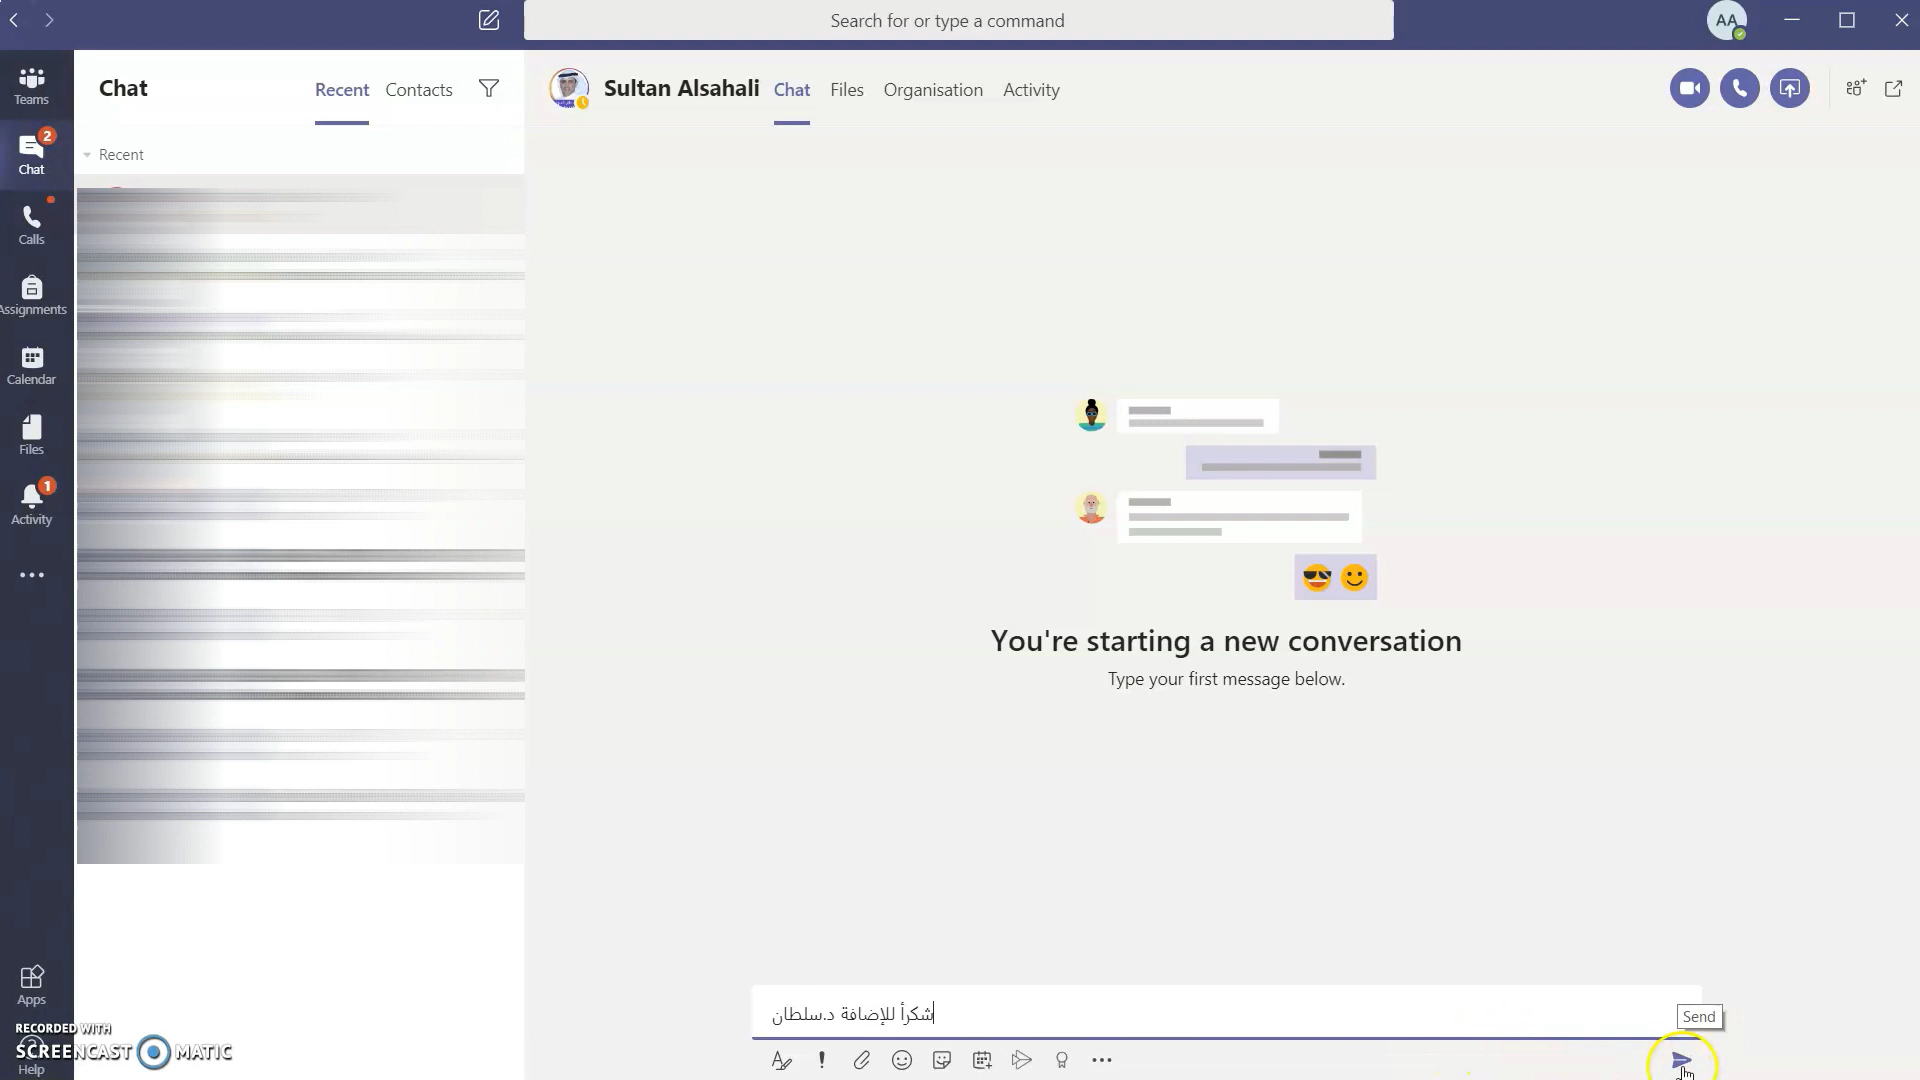 Search for or type a command
AA
Teams
2
Chat
Calls
Assignments
Calendar
Files
1
Activity
Apps
Help
Chat
Recent
Contacts
Recent
Sultan Alsahali
Chat
Files
Organisation
Activity
You're starting a new conversation
Type your first message below.
شكراً للإضافة د.سلطان
Send
RECORDED WITH
SCREENCAST MATIC